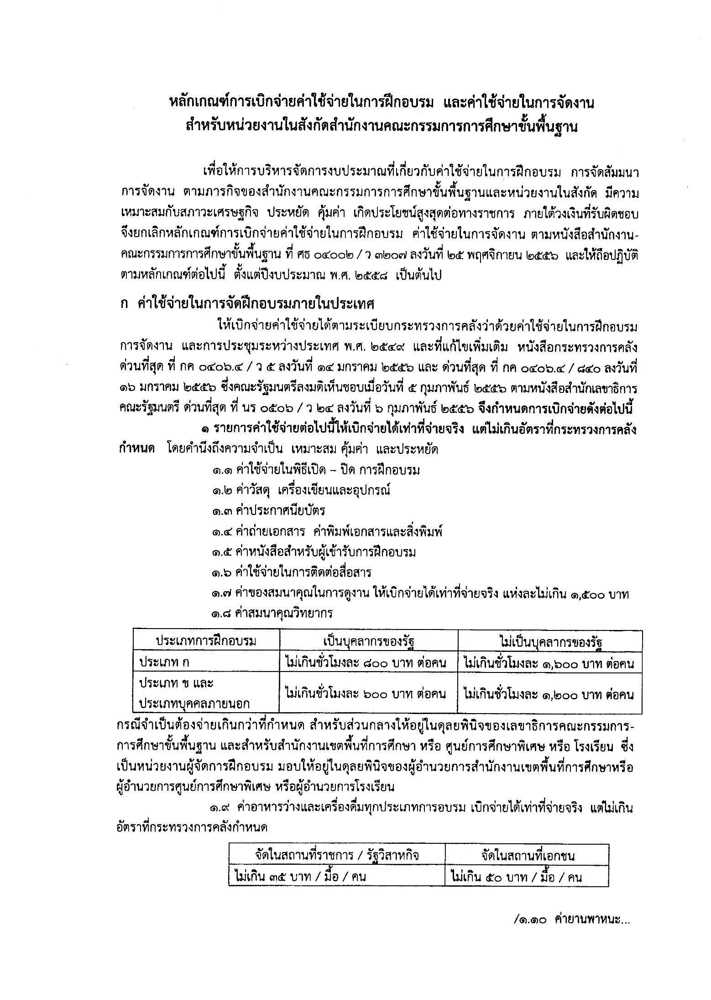 หลักเกณฑ์การเบิกจ่ายค่าใช้จ่ายในการฝึกอบรม และค่าใช้จ่ายในการจัดงาน
สำหรับหน่วยงานในสังกัดสำนักงานคณะกรรมการการศึกษาขั้นพื้นฐาน
เพื่อให้การบริหารจัดการงบประมาณที่เกี่ยวกับค่าใช้จ่ายในการฝึกอบรม การจัดสัมมนา
การจัดงาน ตามภารกิจของสำนักงานคณะกรรมการการศึกษาขั้นพื้นฐานและหน่วยงานในสังกัด มีความ
เหมาะสมกับสภาวะเศรษฐกิจ ประหยัด คุ้มค่า เกิดประโยชน์สูงสุดต่อทางราชการ ภายใต้วงเงินที่รับผิดชอบ
จึงยกเลิกหลักเกณฑ์การเบิกจ่ายค่าใช้จ่ายในการฝึกอบรม ค่าใช้จ่ายในการจัดงาน ตามหนังสือสำนักงาน-
คณะกรรมการการศึกษาขั้นพื้นฐาน ที่ ศธ ๐๔๐๐๒ / ว ๓๒๐๗ ลงวันที่ ๒๕ พฤศจิกายน ๒๕๕๖ และให้ถือปฏิบัติ
ตามหลักเกณฑ์ต่อไปนี้ ตั้งแต่ปีงบประมาณ พ.ศ. ๒๕๕๘ เป็นต้นไป
ก ค่าใช้จ่ายในการจัดฝึกอบรมภายในประเทศ
ให้เบิกจ่ายค่าใช้จ่ายได้ตามระเบียบกระทรวงการคลังว่าด้วยค่าใช้จ่ายในการฝึกอบรม
การจัดงาน และการประชุมระหว่างประเทศ พ.ศ. ๒๕๔๙ และที่แก้ไขเพิ่มเติม หนังสือกระทรวงการคลัง
ด่วนที่สุด ที่ กค ๐๔๐๖.๔ / ว ๕ ลงวันที่ ๑๔ มกราคม ๒๕๕๖ และ ด่วนที่สุด ที่ กค ๐๔๐๖.๔ / ๘๔๐ ลงวันที่
๑๖ มกราคม ๒๕๕๖ ซึ่งคณะรัฐมนตรีลงมติเห็นชอบเมื่อวันที่ ๕ กุมภาพันธ์ ๒๕๕๖ ตามหนังสือสำนักเลขาธิการ
คณะรัฐมนตรี ด่วนที่สุด ที่ นร ๐๕๐๖ / ว ๒๔ ลงวันที่ ๖ กุมภาพันธ์ ๒๕๕๖ จึงกำหนดการเบิกจ่ายดังต่อไปนี้
๑ รายการค่าใช้จ่ายต่อไปนี้ให้เบิกจ่ายได้เท่าที่จ่ายจริง แต่ไม่เกินอัตราที่กระทรวงการคลัง
กำหนด โดยคำนึงถึงความจำเป็น เหมาะสม คุ้มค่า และประหยัด
๑.๑ ค่าใช้จ่ายในพิธีเปิด – ปิด การฝึกอบรม
๑.๒ ค่าวัสดุ เครื่องเขียนและอุปกรณ์
๑.๓ ค่าประกาศนียบัตร
๑.๔ ค่าถ่ายเอกสาร ค่าพิมพ์เอกสารและสิ่งพิมพ์
๑.๕ ค่าหนังสือสำหรับผู้เข้ารับการฝึกอบรม
๑.๖ ค่าใช้จ่ายในการติดต่อสื่อสาร
๑.๗ ค่าของสมนาคุณในการดูงาน ให้เบิกจ่ายได้เท่าที่จ่ายจริง แห่งละไม่เกิน ๑,๕๐๐ บาท
๑.๘ ค่าสมนาคุณวิทยากร
ประเภทการฝึกอบรม เป็นบุคลากรของรัฐ ไม่เป็นบุคลากรของรัฐ
ประเภท ก ไม่เกินชั่วโมงละ ๘๐๐ บาท ต่อคน ไม่เกินชั่วโมงละ ๑,๖๐๐ บาท ต่อคน
ประเภท ข และ
ประเภทบุคคลภายนอก ไม่เกินชั่วโมงละ ๖๐๐ บาท ต่อคน ไม่เกินชั่วโมงละ ๑,๒๐๐ บาท ต่อคน
กรณีจำเป็นต้องจ่ายเกินกว่าที่กำหนด สำหรับส่วนกลางให้อยู่ในดุลยพินิจของเลขาธิการคณะกรรมการ-
การศึกษาขั้นพื้นฐาน และสำหรับสำนักงานเขตพื้นที่การศึกษา หรือ ศูนย์การศึกษาพิเศษ หรือ โรงเรียน ซึ่ง
เป็นหน่วยงานผู้จัดการฝึกอบรม มอบให้อยู่ในดุลยพินิจของผู้อำนวยการสำนักงานเขตพื้นที่การศึกษาหรือ
ผู้อำนวยการศูนย์การศึกษาพิเศษ หรือผู้อำนวยการโรงเรียน
๑.๙ ค่าอาหารว่างและเครื่องดื่มทุกประเภทการอบรม เบิกจ่ายได้เท่าที่จ่ายจริง แต่ไม่เกิน
อัตราที่กระทรวงการคลังกำหนด
จัดในสถานที่ราชการ / รัฐวิสาหกิจ จัดในสถานที่เอกชน
ไม่เกิน ๓๕ บาท / มื้อ / คน ไม่เกิน ๕๐ บาท / มื้อ / คน
/๑.๑๐ ค่ายานพาหนะ...